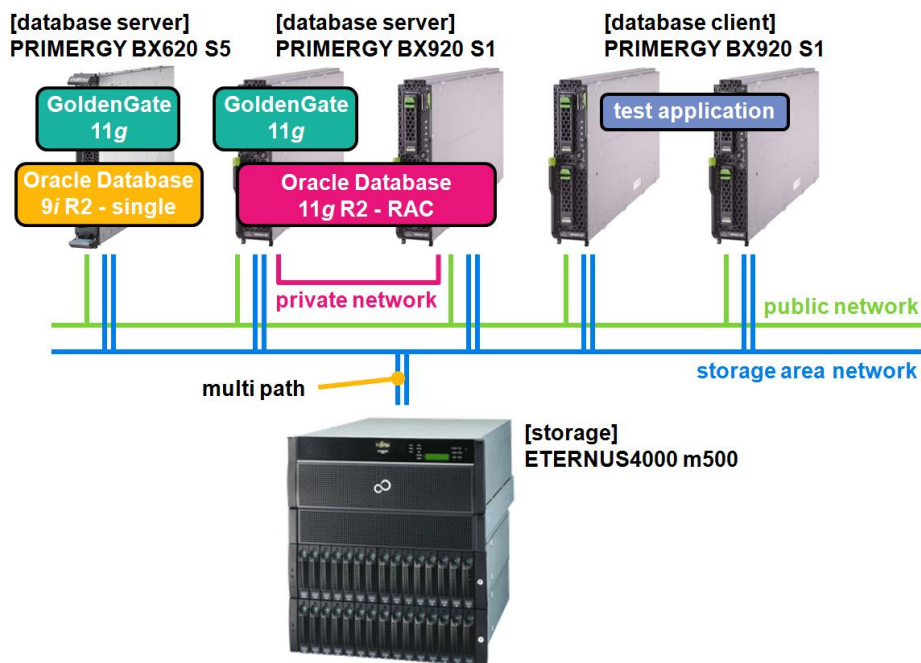 [database server]
PRIMERGY BX620 S5
[database server]
PRIMERGY BX920 S1
[database client]
PRIMERGY BX920 S1
GoldenGate
11g
GoldenGate
11g
test application
Oracle Database
9i R2 - single
Oracle Database
11g R2 - RAC
private network
public network
storage area network
multi path
[storage]
ETERNUS4000 m500